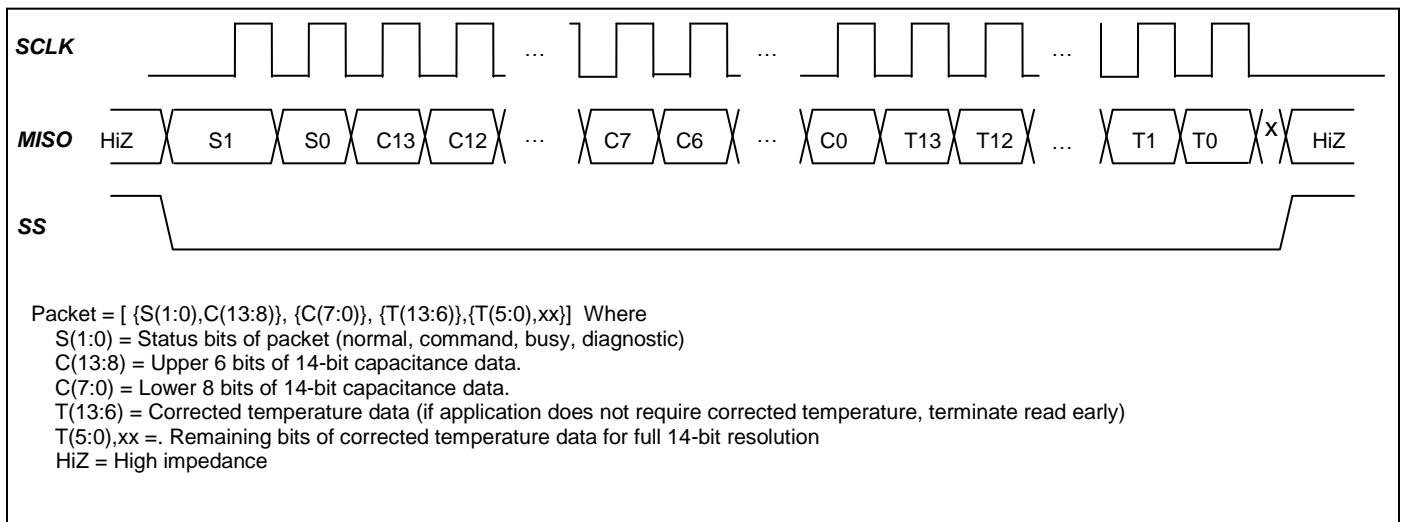 SCLK
... ... ...
MISO HiZ S1 S0 C13 C12 ... C7 C6 ... C0 T13 T12 ... T1 T0 X HiZ
SS
Packet = [ {S(1:0),C(13:8)}, {C(7:0)}, {T(13:6)},{T(5:0),xx}] Where
S(1:0) = Status bits of packet (normal, command, busy, diagnostic)
C(13:8) = Upper 6 bits of 14-bit capacitance data.
C(7:0) = Lower 8 bits of 14-bit capacitance data.
T(13:6) = Corrected temperature data (if application does not require corrected temperature, terminate read early)
T(5:0),xx =. Remaining bits of corrected temperature data for full 14-bit resolution
HiZ = High impedance